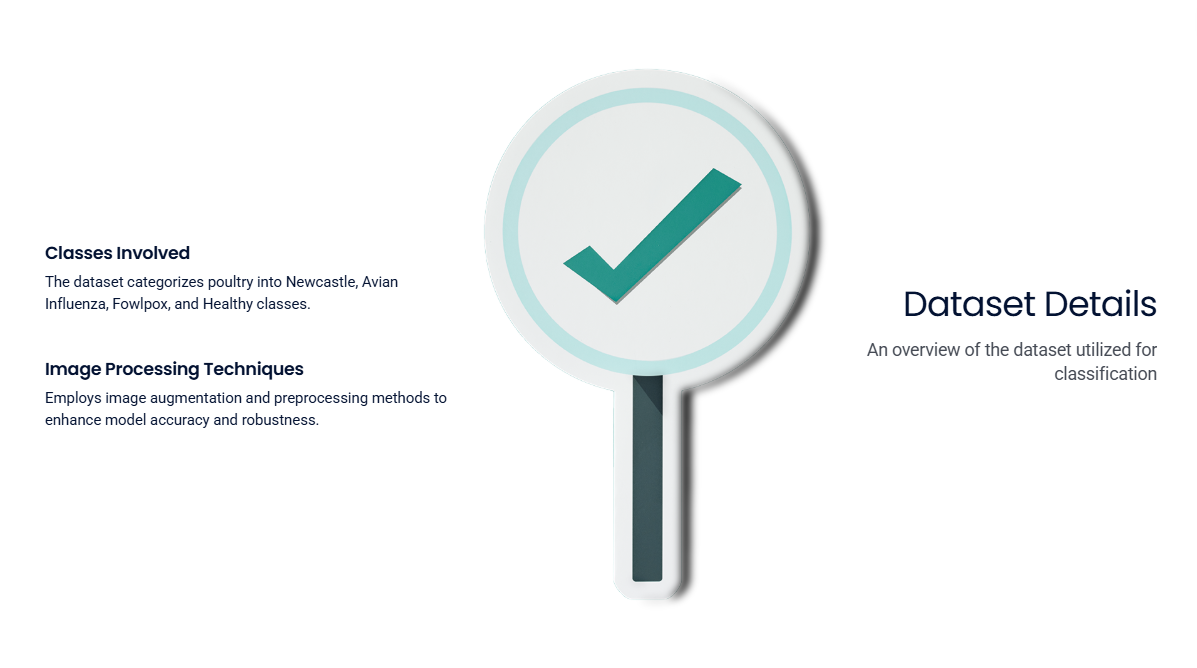 Classes Involved
The dataset categorizes poultry into Newcastle, Avian
Influenza, Fowlpox, and Healthy classes.
Image Processing Techniques
Employs image augmentation and preprocessing methods to
enhance model accuracy and robustness.
Dataset Details
An overview of the dataset utilized for
classification